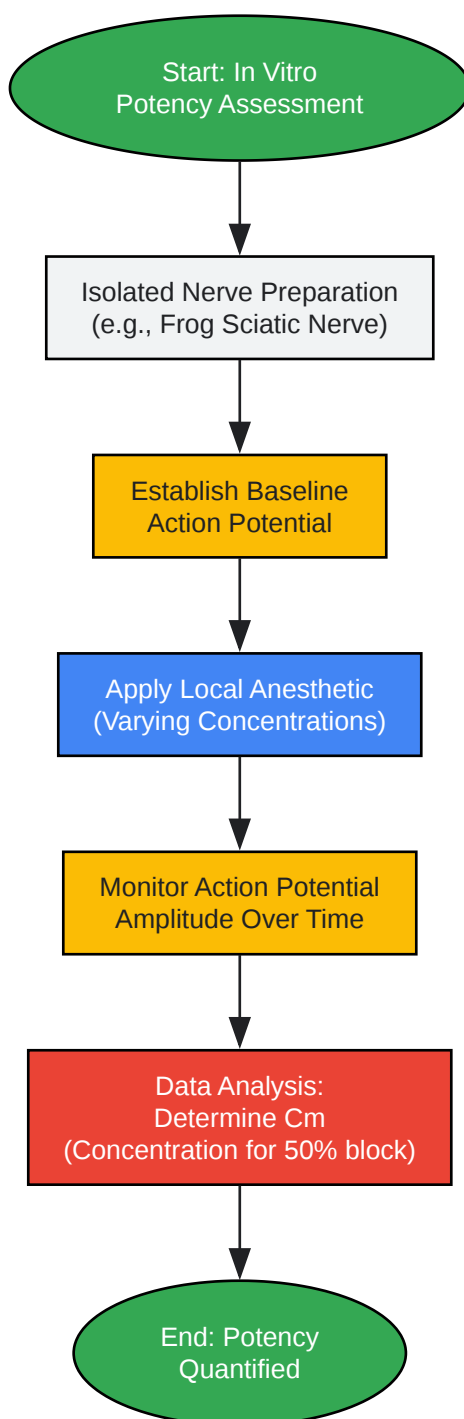 Start: In Vitro
Potency Assessment
Isolated Nerve Preparation
(e.g., Frog Sciatic Nerve)
Establish Baseline
Action Potential
Apply Local Anesthetic
(Varying Concentrations)
Monitor Action Potential
Amplitude Over Time
Data Analysis:
Determine Cm
(Concentration for 50% block)
End: Potency
Quantified